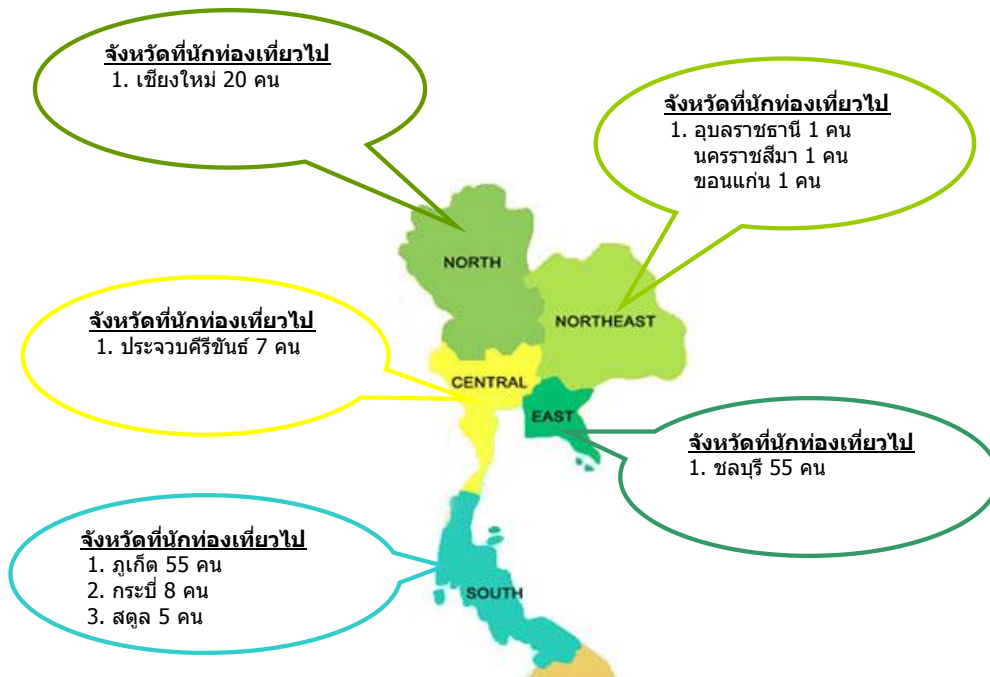 จังหวัดที่นักท่องเที่ยวไป
1. เชียงใหม่ 20 คน
จังหวัดที่นักท่องเที่ยวไป
1. อุบลราชธานี 1 คน
นครราชสีมา 1 คน
ขอนแก่น 1 คน
NORTH
NORTHEAST
จังหวัดที่นักท่องเที่ยวไป
1. ประจวบคีรีขันธ์ 7 คน
CENTRAL
EAST
จังหวัดที่นักท่องเที่ยวไป
1. ชลบุรี 55 คน
จังหวัดที่นักท่องเที่ยวไป
1. ภูเก็ต 55 คน
2. กระบี่ 8 คน
3. สตูล 5 คน
SOUTH